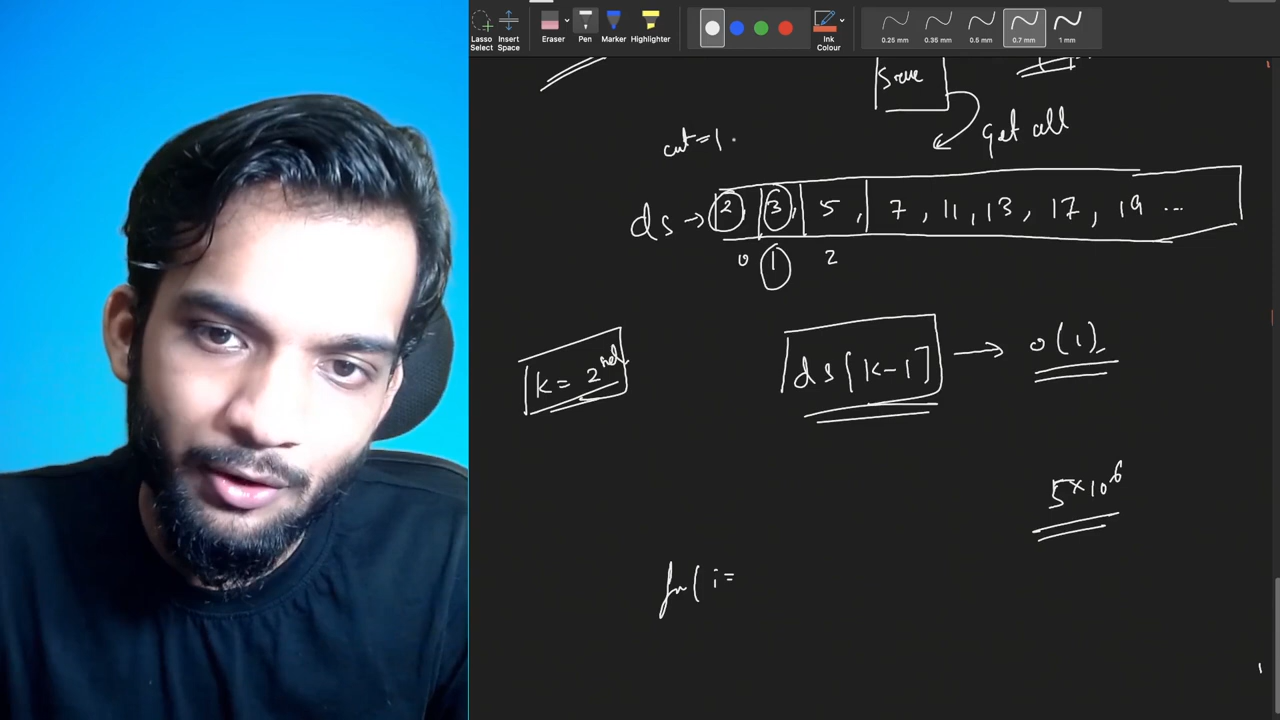 Lasso Select
Insert Space
Eraser
Pen
Marker
Highlighter
Ink Colour
0.25 mm
0.35 mm
0.5 mm
0.7 mm
1 mm
Get all
cnt = 1
ds → 2, 3, 5, 7, 11, 13, 17, 19 ...
0 1 2
K = 2nd
ds[K-1] → O(1)
5×10^6
for( i=